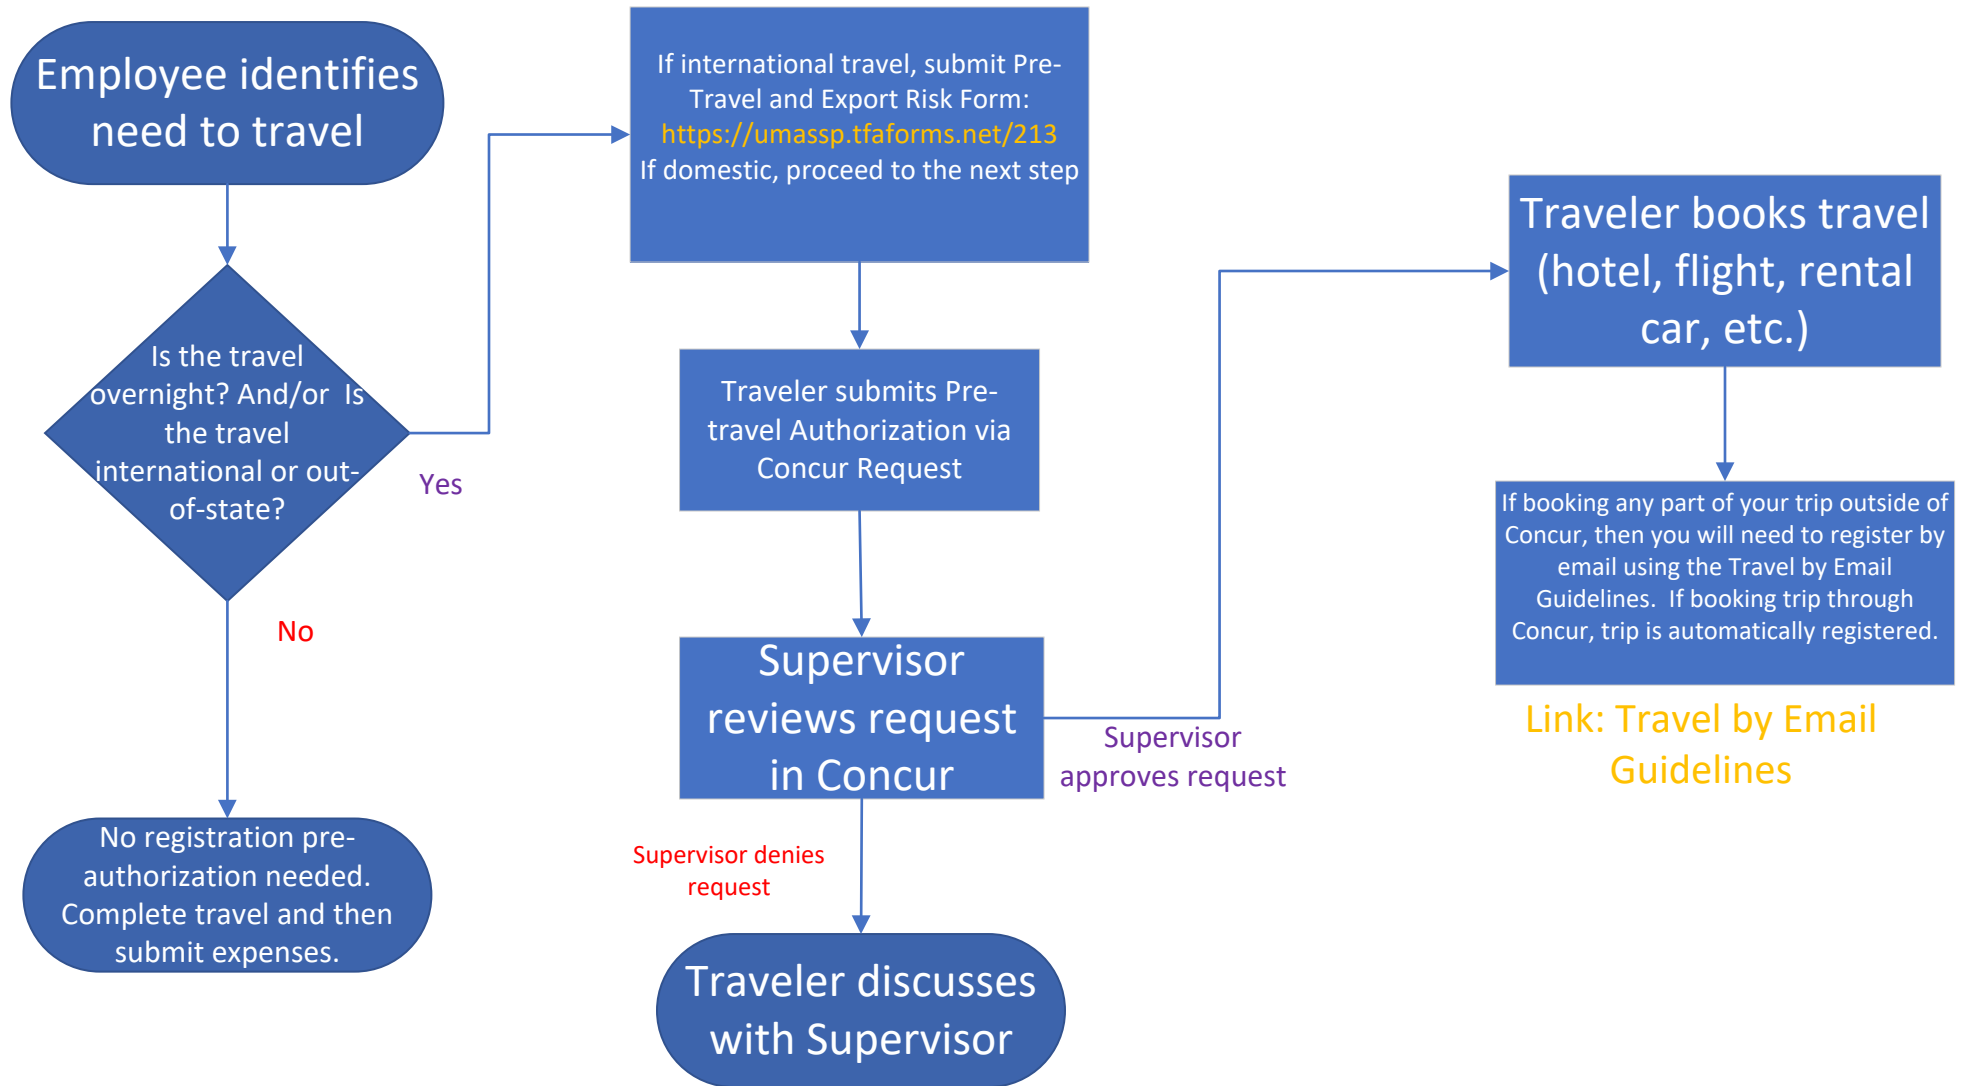 Employee identifies
need to travel
Is the travel
overnight? And/or  Is
the travel
international or out-
of-state?
Yes
No
No registration pre-
authorization needed.
Complete travel and then
submit expenses.
If international travel, submit Pre-
Travel and Export Risk Form:
https://umassp.tfaforms.net/213
If domestic, proceed to the next step
Traveler submits Pre-
travel Authorization via
Concur Request
Supervisor
reviews request
in Concur
Supervisor
approves request
Supervisor denies
request
Traveler discusses
with Supervisor
Traveler books travel
(hotel, flight, rental
car, etc.)
If booking any part of your trip outside of
Concur, then you will need to register by
email using the Travel by Email
Guidelines.  If booking trip through
Concur, trip is automatically registered.
Link: Travel by Email
Guidelines